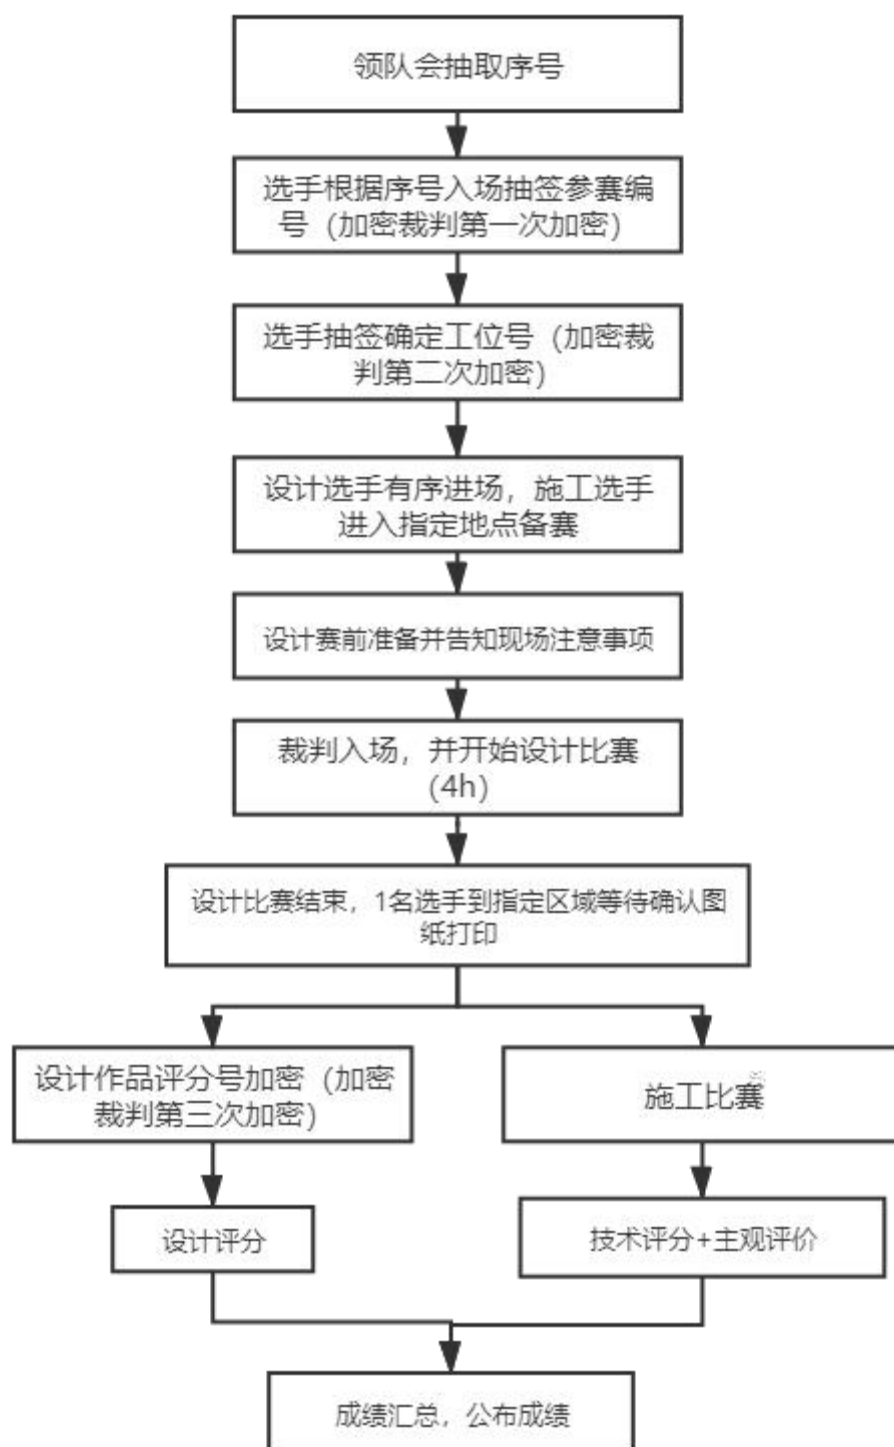 领队会抽取序号
选手根据序号入场抽签参赛编
号（加密裁判第一次加密）
选手抽签确定工位号（加密裁
判第二次加密）
设计选手有序进场，施工选手
进入指定地点备赛
设计赛前准备并告知现场注意事项
裁判入场，并开始设计比赛
（4h）
设计比赛结束，1名选手到指定区域等待确认图
纸打印
设计作品评分号加密（加密
裁判第三次加密）
施工比赛
设计评分
技术评分+主观评价
成绩汇总，公布成绩